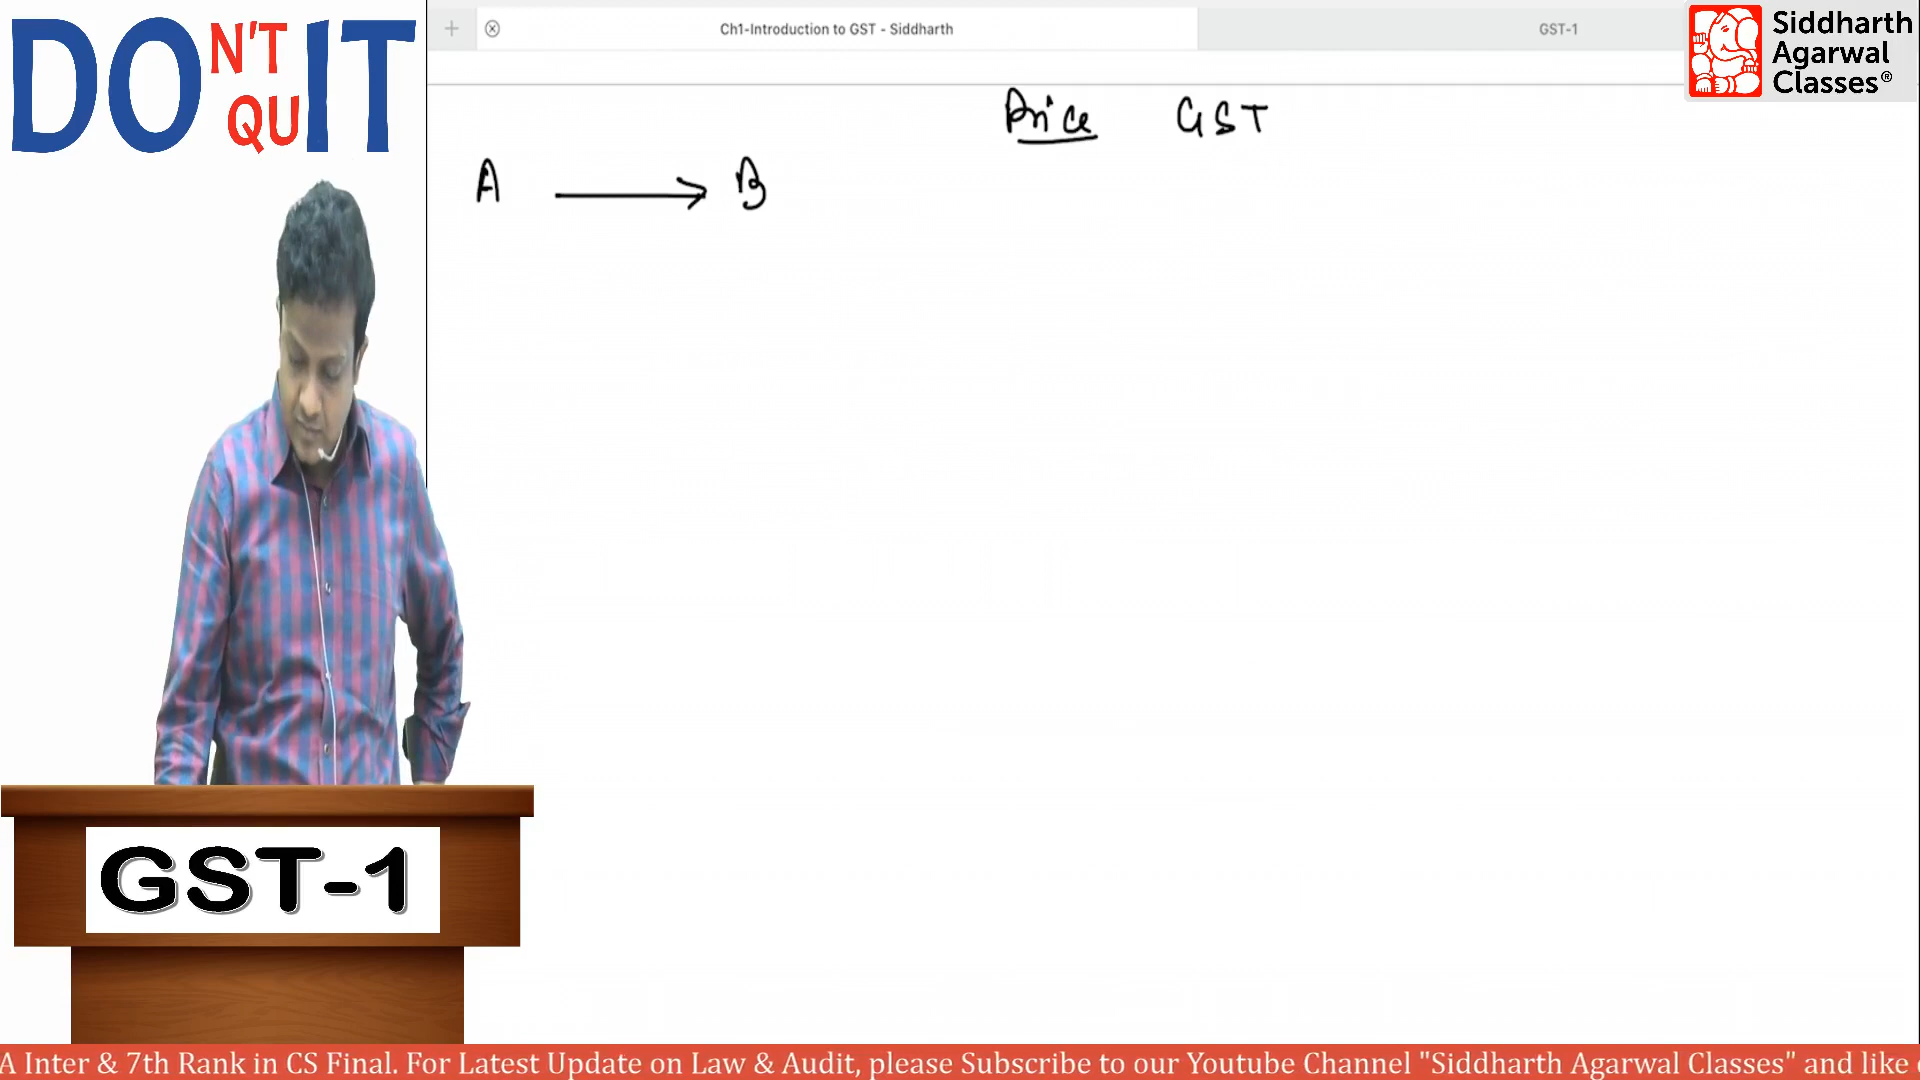 DON'T QUIT
Ch1-Introduction to GST - Siddharth
GST-1
Siddharth
Agarwal
Classes®
Price GST
A → B
GST-1
A Inter & 7th Rank in CS Final. For Latest Update on Law & Audit, please Subscribe to our Youtube Channel "Siddharth Agarwal Classes" and like